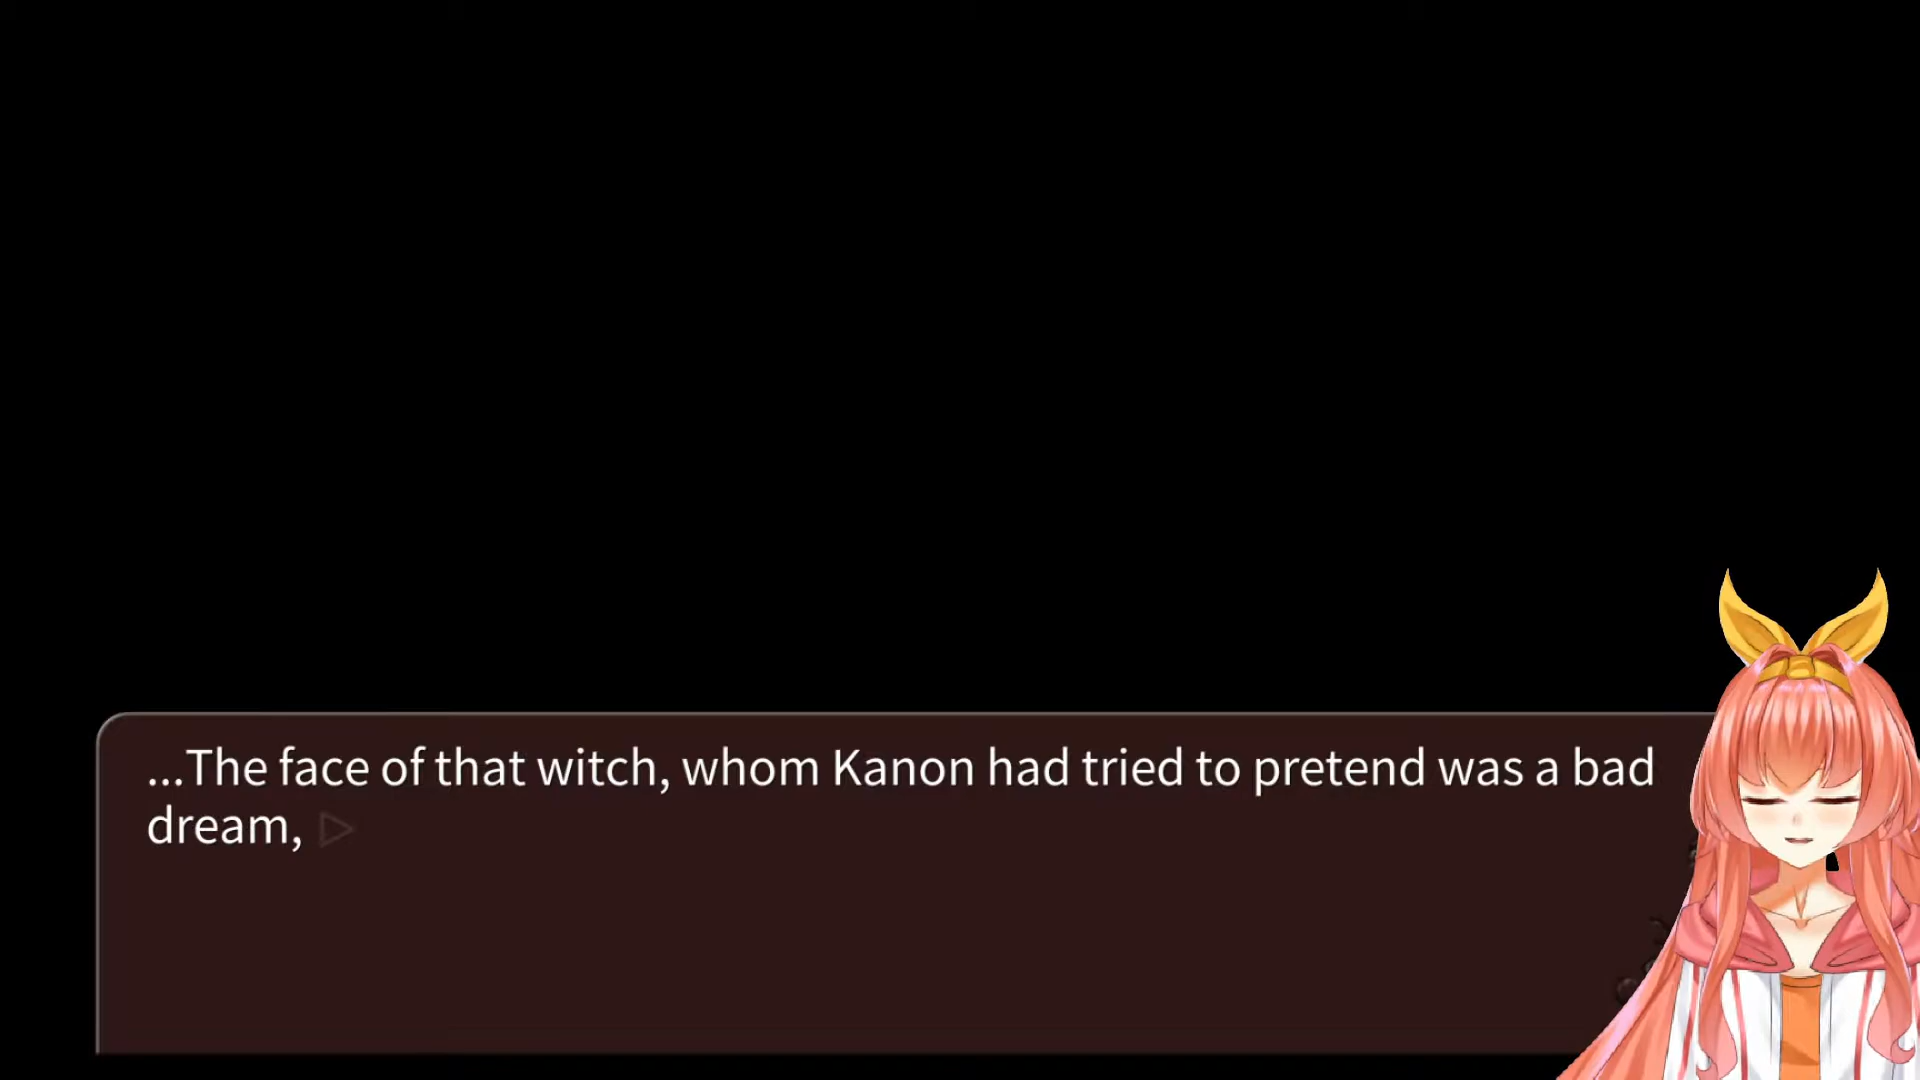 ...The face of that witch, whom Kanon had tried to pretend was a bad
dream,